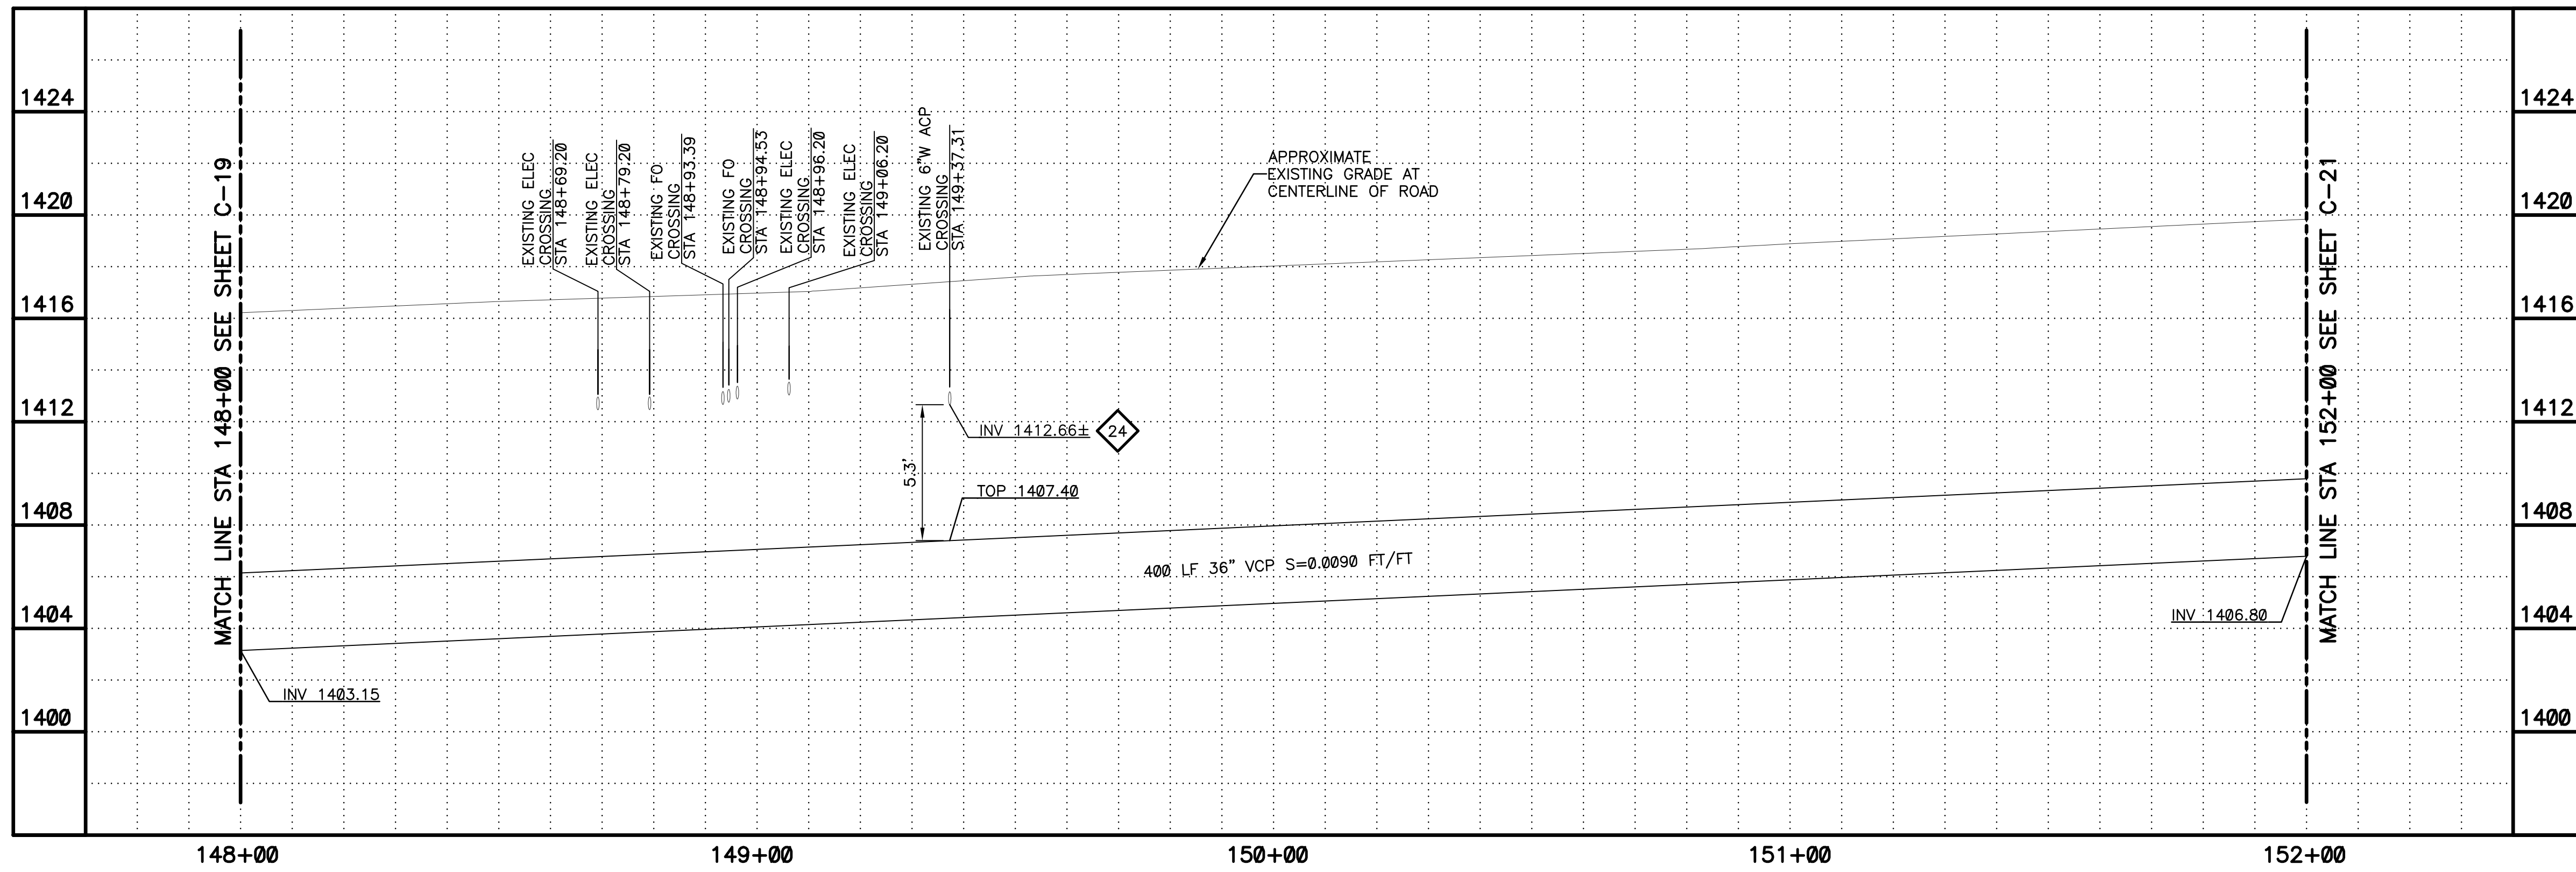 1424
1420
1416
1412
1408
1404
1400
MATCH LINE STA 148+00 SEE SHEET C-19
EXISTING ELEC
CROSSING
STA 148+69.20
EXISTING ELEC
CROSSING
STA 148+79.20
EXISTING FO
CROSSING
STA 148+93.39
EXISTING FO
CROSSING
STA 148+94.53
EXISTING ELEC
CROSSING
STA 148+96.20
EXISTING ELEC
CROSSING
STA 149+06.20
EXISTING 6"W ACP
CROSSING
STA 149+37.31
APPROXIMATE
EXISTING GRADE AT
CENTERLINE OF ROAD
INV 1412.66±
24
5.3'
TOP 1407.40
400 LF 36" VCP S=0.0090 FT/FT
INV 1403.15
INV 1406.80
MATCH LINE STA 152+00 SEE SHEET C-21
1424
1420
1416
1412
1408
1404
1400
148+00
149+00
150+00
151+00
152+00